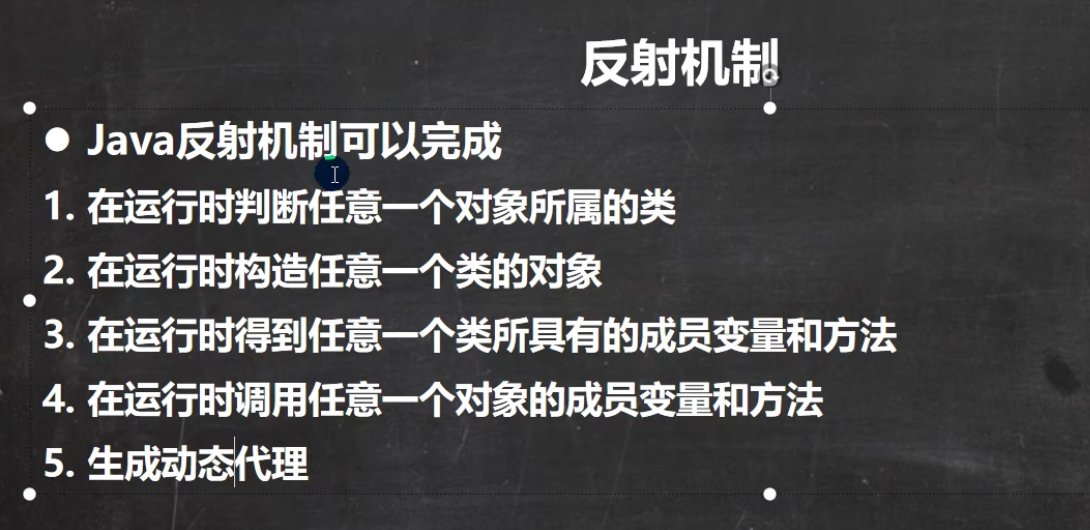 反射机制
● Java反射机制可以完成
1. 在运行时判断任意一个对象所属的类
2. 在运行时构造任意一个类的对象
3. 在运行时得到任意一个类所具有的成员变量和方法
4. 在运行时调用任意一个对象的成员变量和方法
5. 生成动态代理